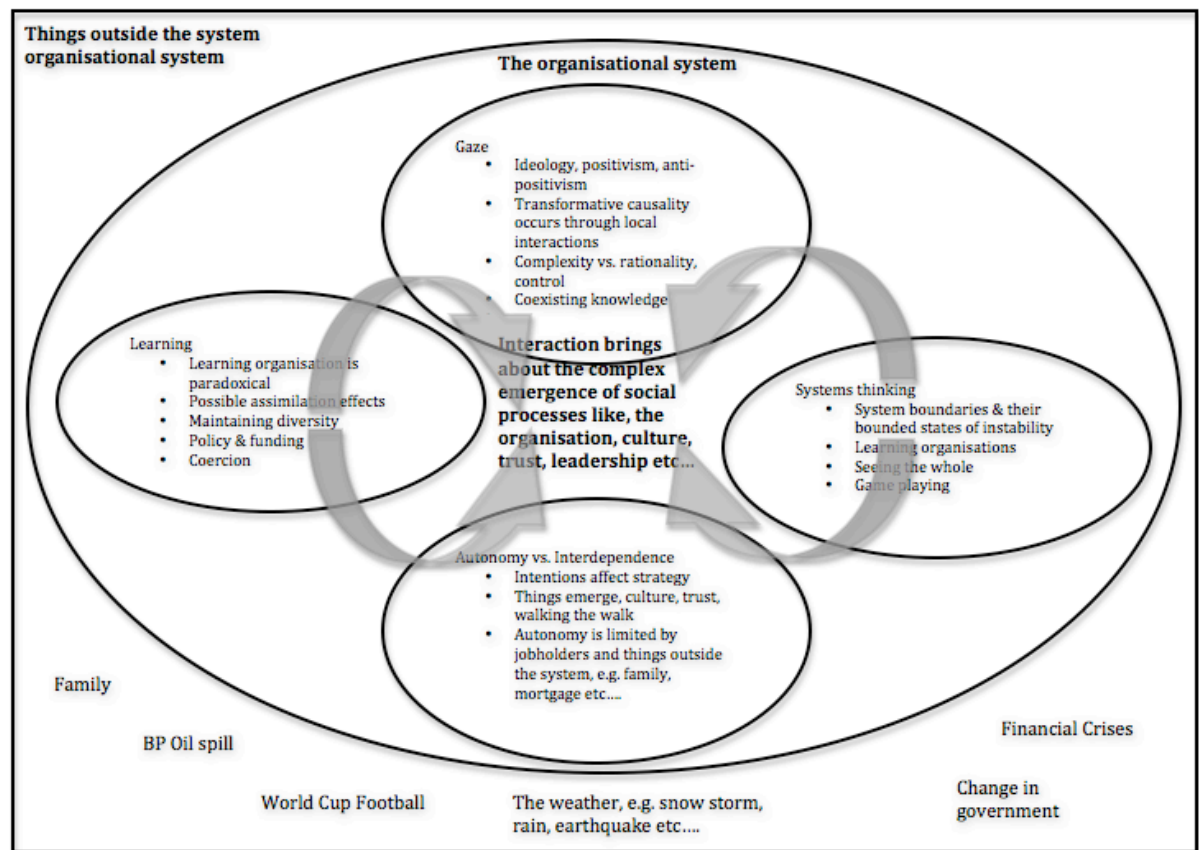 Things outside the system
organisational system
The organisational system
Gaze
• Ideology, positivism, anti-
positivism
• Transformative causality
occurs through local
interactions
• Complexity vs. rationality,
control
• Coexisting knowledge
Learning
• Learning organisation is
paradoxical
• Possible assimilation effects
• Maintaining diversity
• Policy & funding
• Coercion
Interaction brings
about the complex
emergence of social
processes like, the
organisation, culture,
trust, leadership etc...
Systems thinking
• System boundaries & their
bounded states of instability
• Learning organisations
• Seeing the whole
• Game playing
Autonomy vs. Interdependence
• Intentions affect strategy
• Things emerge, culture, trust,
walking the walk
• Autonomy is limited by
jobholders and things outside
the system, e.g. family,
mortgage etc....
Family
BP Oil spill
World Cup Football
The weather, e.g. snow storm,
rain, earthquake etc....
Financial Crises
Change in
government